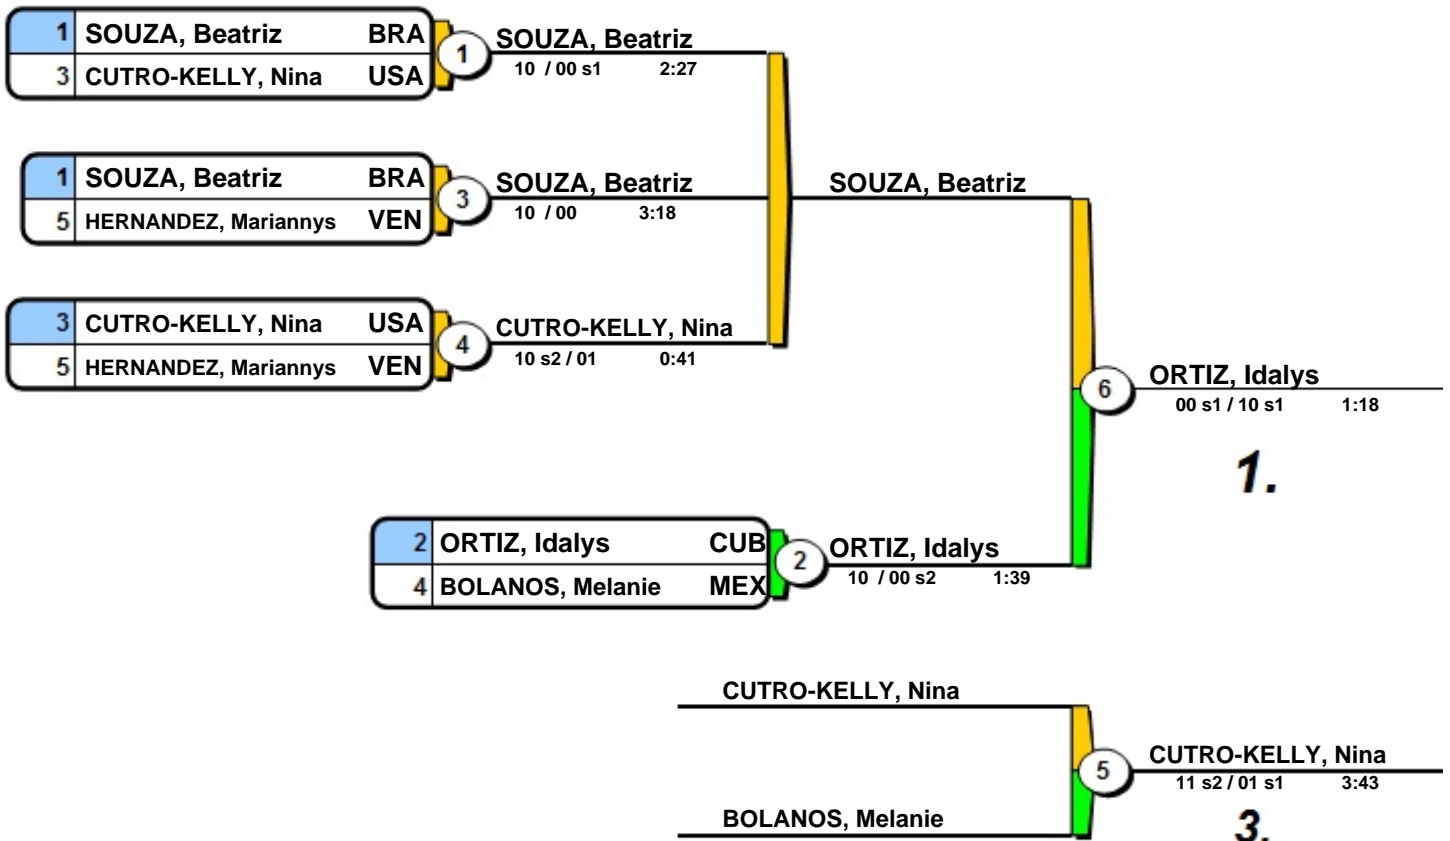 1 SOUZA, Beatriz BRA
3 CUTRO-KELLY, Nina USA
1
SOUZA, Beatriz
10 / 00 s1 2:27
1 SOUZA, Beatriz BRA
5 HERNANDEZ, Mariannys VEN
3
SOUZA, Beatriz
10 / 00 3:18
SOUZA, Beatriz
3 CUTRO-KELLY, Nina USA
5 HERNANDEZ, Mariannys VEN
4
CUTRO-KELLY, Nina
10 s2 / 01 0:41
6
ORTIZ, Idalys
00 s1 / 10 s1 1:18
1.
2 ORTIZ, Idalys CUB
4 BOLANOS, Melanie MEX
2
ORTIZ, Idalys
10 / 00 s2 1:39
CUTRO-KELLY, Nina
BOLANOS, Melanie
5
CUTRO-KELLY, Nina
11 s2 / 01 s1 3:43
3.